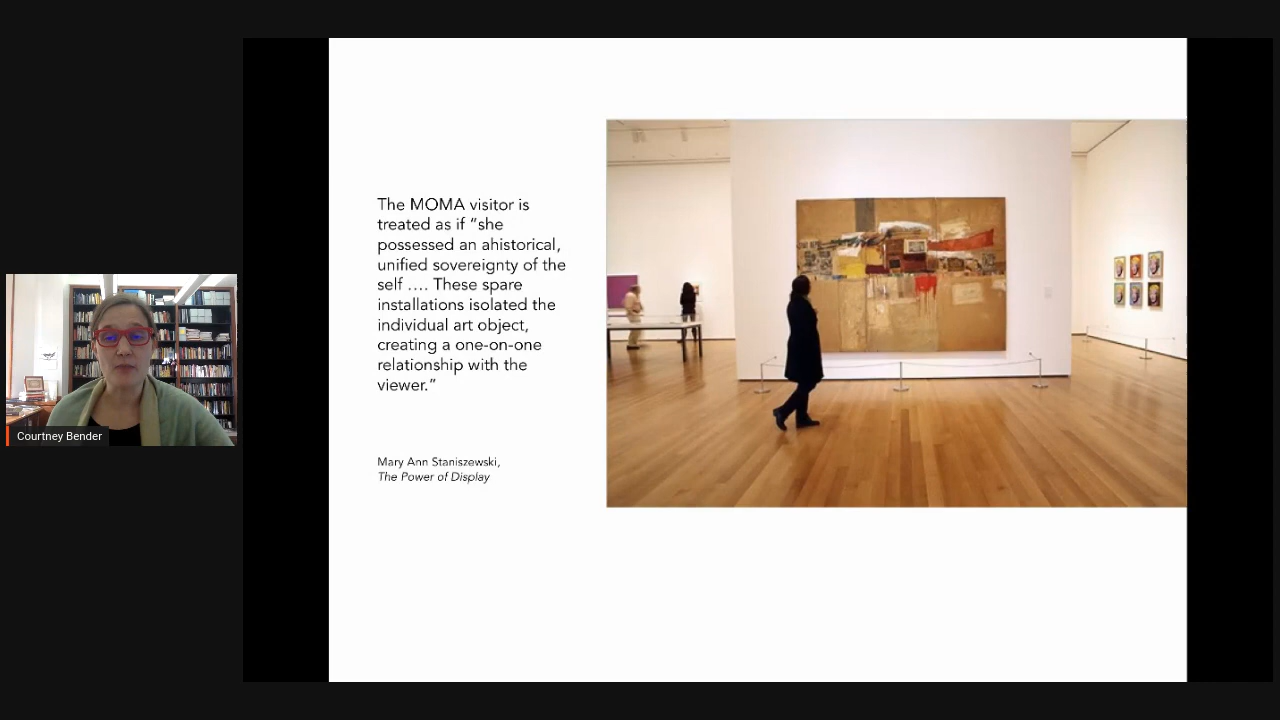 The MOMA visitor is
treated as if “she
possessed an ahistorical,
unified sovereignty of the
self .... These spare
installations isolated the
individual art object,
creating a one-on-one
relationship with the
viewer.”
Mary Ann Staniszewski,
The Power of Display
Courtney Bender